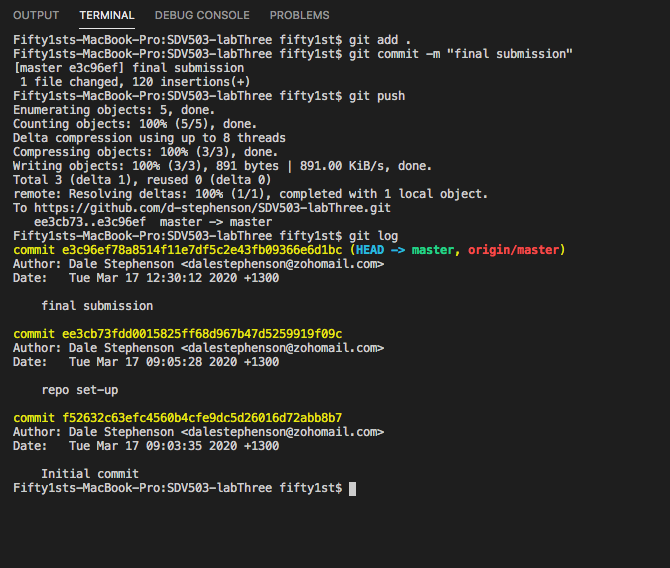 OUTPUT TERMINAL DEBUG CONSOLE PROBLEMS
Fifty1sts-MacBook-Pro:SDV503-labThree fifty1st$ git add .
Fifty1sts-MacBook-Pro:SDV503-labThree fifty1st$ git commit -m "final submission"
[master e3c96ef] final submission
 1 file changed, 120 insertions(+)
Fifty1sts-MacBook-Pro:SDV503-labThree fifty1st$ git push
Enumerating objects: 5, done.
Counting objects: 100% (5/5), done.
Delta compression using up to 8 threads
Compressing objects: 100% (3/3), done.
Writing objects: 100% (3/3), 891 bytes | 891.00 KiB/s, done.
Total 3 (delta 1), reused 0 (delta 0)
remote: Resolving deltas: 100% (1/1), completed with 1 local object.
To https://github.com/d-stephenson/SDV503-labThree.git
   ee3cb73..e3c96ef  master -> master
Fifty1sts-MacBook-Pro:SDV503-labThree fifty1st$ git log
commit e3c96ef78a8514f11e7df5c2e43fb09366e6d1bc (HEAD -> master, origin/master)
Author: Dale Stephenson <dalestephenson@zohomail.com>
Date:   Tue Mar 17 12:30:12 2020 +1300
    final submission
commit ee3cb73fdd0015825ff68d967b47d5259919f09c
Author: Dale Stephenson <dalestephenson@zohomail.com>
Date:   Tue Mar 17 09:05:28 2020 +1300
    repo set-up
commit f52632c63efc4560b4cfe9dc5d26016d72abb8b7
Author: Dale Stephenson <dalestephenson@zohomail.com>
Date:   Tue Mar 17 09:03:35 2020 +1300
    Initial commit
Fifty1sts-MacBook-Pro:SDV503-labThree fifty1st$